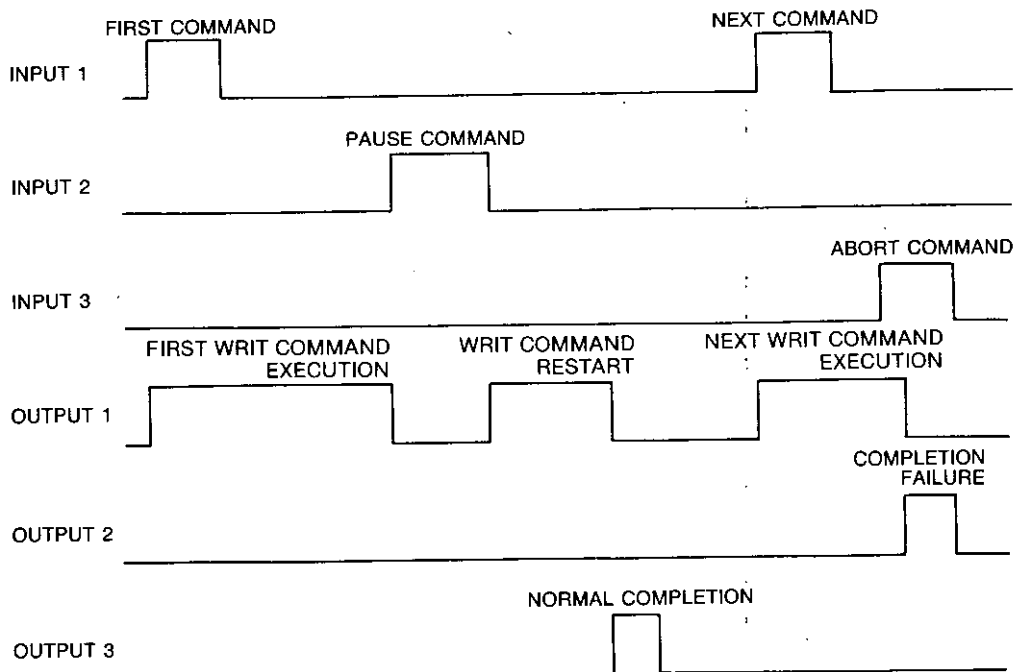 FIRST COMMAND
NEXT COMMAND
INPUT 1
PAUSE COMMAND
INPUT 2
ABORT COMMAND
INPUT 3
FIRST WRIT COMMAND
EXECUTION
WRIT COMMAND
RESTART
NEXT WRIT COMMAND
EXECUTION
OUTPUT 1
COMPLETION
FAILURE
OUTPUT 2
NORMAL COMPLETION
OUTPUT 3